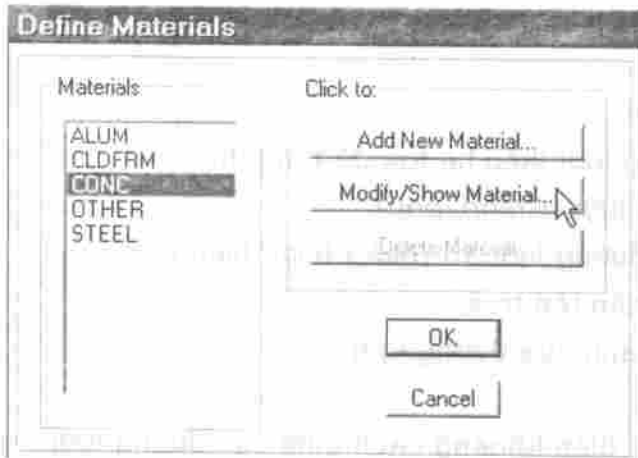 Define Materials
Materials
ALUM
CLDFRM
CONC
OTHER
STEEL
Click to:
Add New Material...
Modify/Show Material...
Delete Material
OK
Cancel